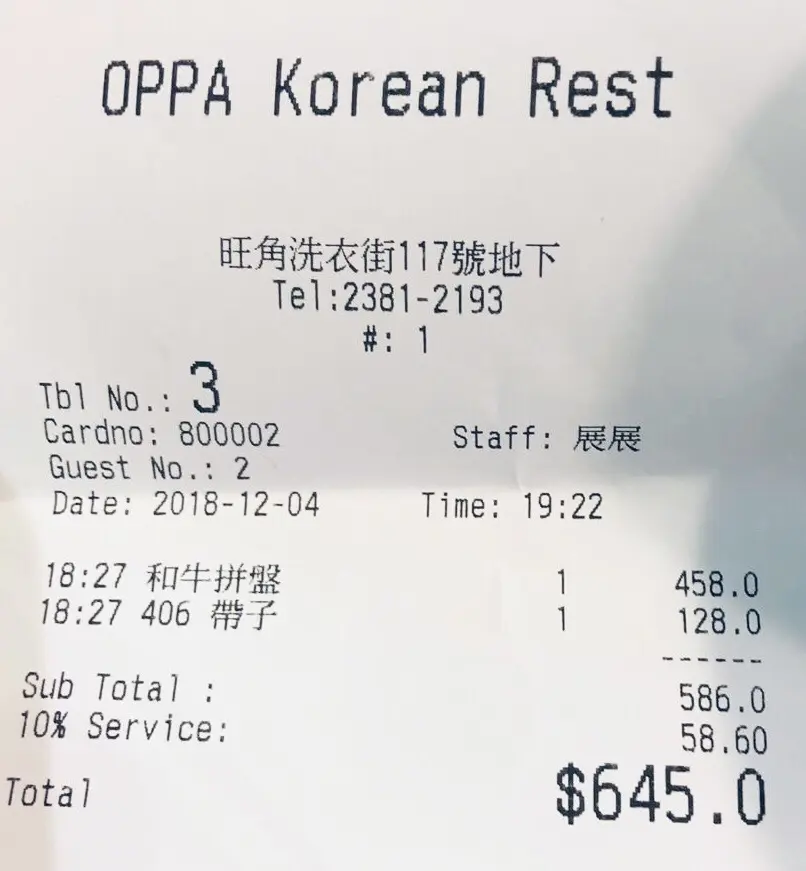 OPPA Korean Rest
旺角洗衣街117號地下
Tel:2381-2193
#: 1
Tbl No.: 3
Cardno: 800002 Staff: 展展
Guest No.: 2
Date: 2018-12-04 Time: 19:22
18:27 和牛拼盤 1 458.0
18:27 406 帶子 1 128.0
------
Sub Total : 586.0
10% Service: 58.60
Total $645.0